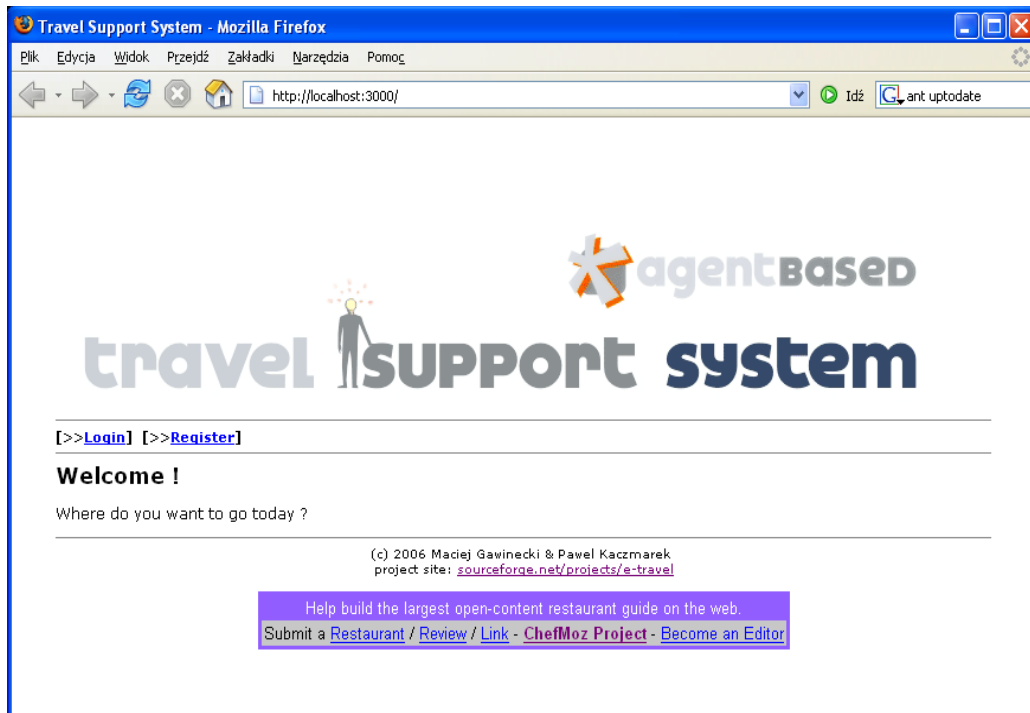 Travel Support System - Mozilla Firefox
Plik Edycja Widok Przejdź Zakładki Narzędzia Pomoc
http://localhost:3000/ Idź G ant uptodate
agentBASED
travel support system
[>>Login] [>>Register]
Welcome !
Where do you want to go today ?
(c) 2006 Maciej Gawinecki & Pawel Kaczmarek
project site: sourceforge.net/projects/e-travel
Help build the largest open-content restaurant guide on the web.
Submit a Restaurant / Review / Link - ChefMoz Project - Become an Editor